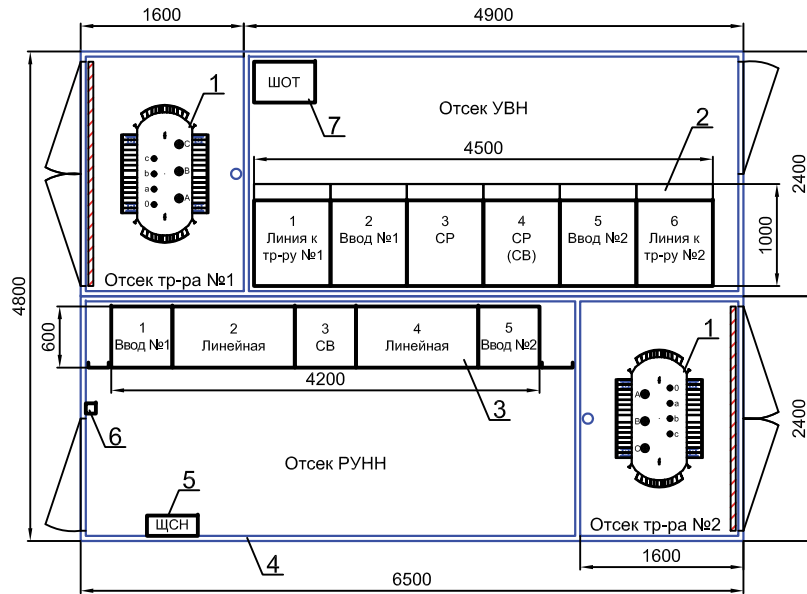 1600
4900
ШОТ
7
1
Отсек УВН
2
4500
C
B
A
c
b
a
0
1
Линия к
тр-ру №1
2
Ввод №1
3
СР
4
СР
(СВ)
5
Ввод №2
6
Линия к
тр-ру №2
1000
2400
Отсек тр-ра №1
4800
600
1
Ввод №1
2
Линейная
3
СВ
4
Линейная
5
Ввод №2
4200
3
1
A
B
C
0
a
b
c
2400
6
Отсек РУНН
5
ЩСН
4
Отсек тр-ра №2
1600
6500